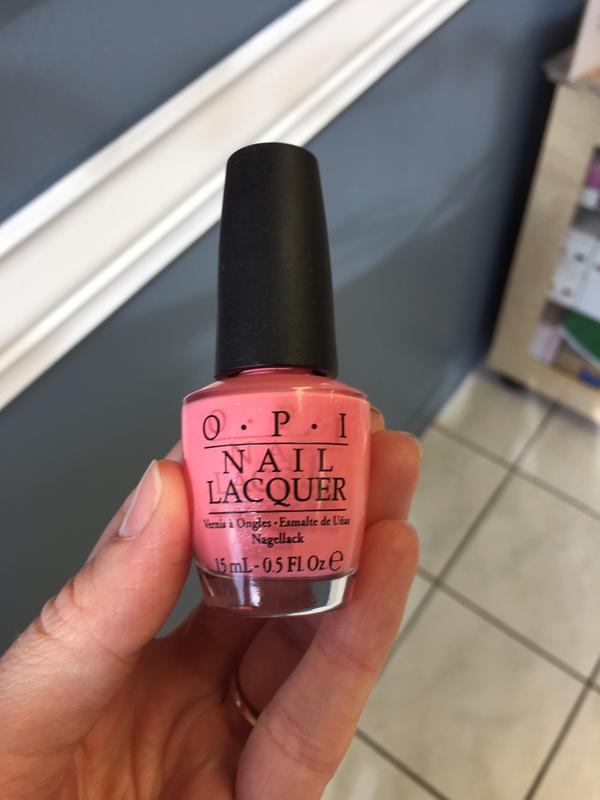 O · P · I
NAIL
LACQUER
Vernis à Ongles · Esmalte de Uñas
Nagellack
15 mL - 0.5 Fl. Oz ℮